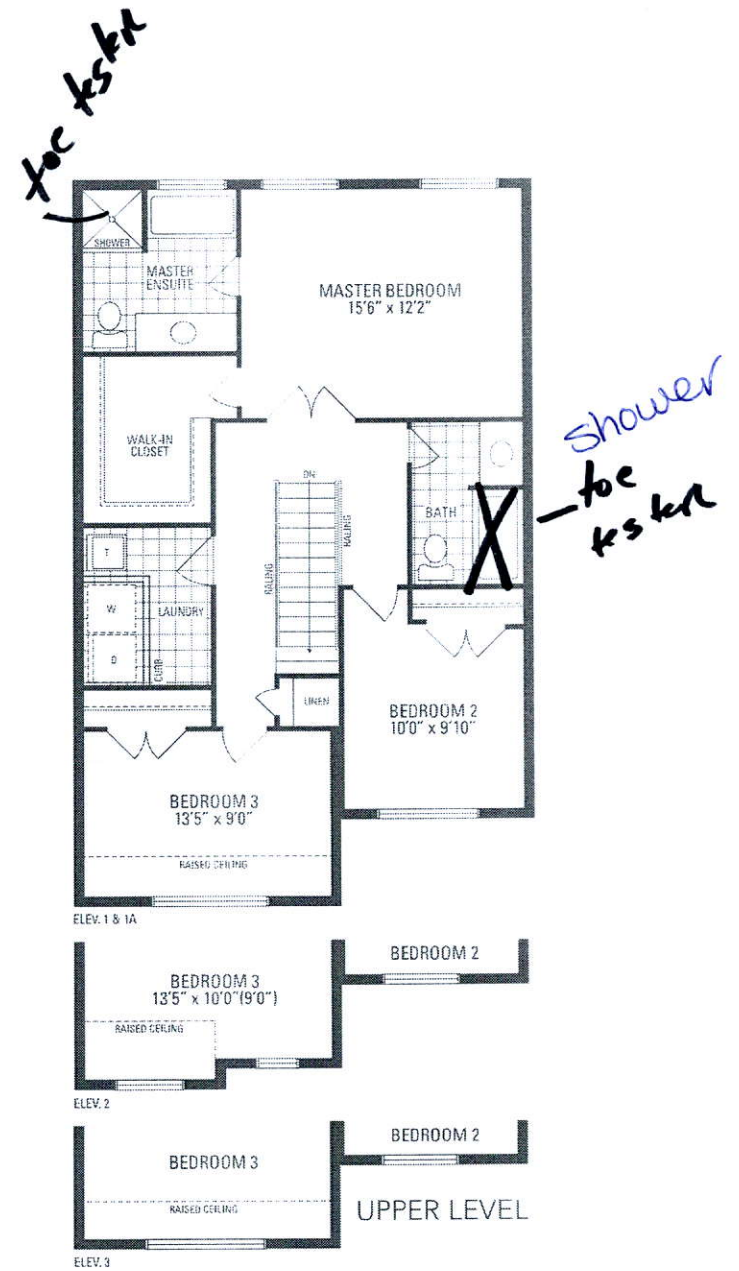 toe tester
SHOWER
MASTER
ENSUITE
MASTER BEDROOM
15'6" x 12'2"
WALK-IN
CLOSET
shower
toe
tester
BATH
DN
RAILING
RAILING
T
W
D
LAUNDRY
CURB
LINEN
BEDROOM 2
10'0" x 9'10"
BEDROOM 3
13'5" x 9'0"
RAISED CEILING
ELEV. 1 & 1A
BEDROOM 2
BEDROOM 3
13'5" x 10'0"(9'0")
RAISED CEILING
ELEV. 2
BEDROOM 2
BEDROOM 3
RAISED CEILING
UPPER LEVEL
ELEV. 3